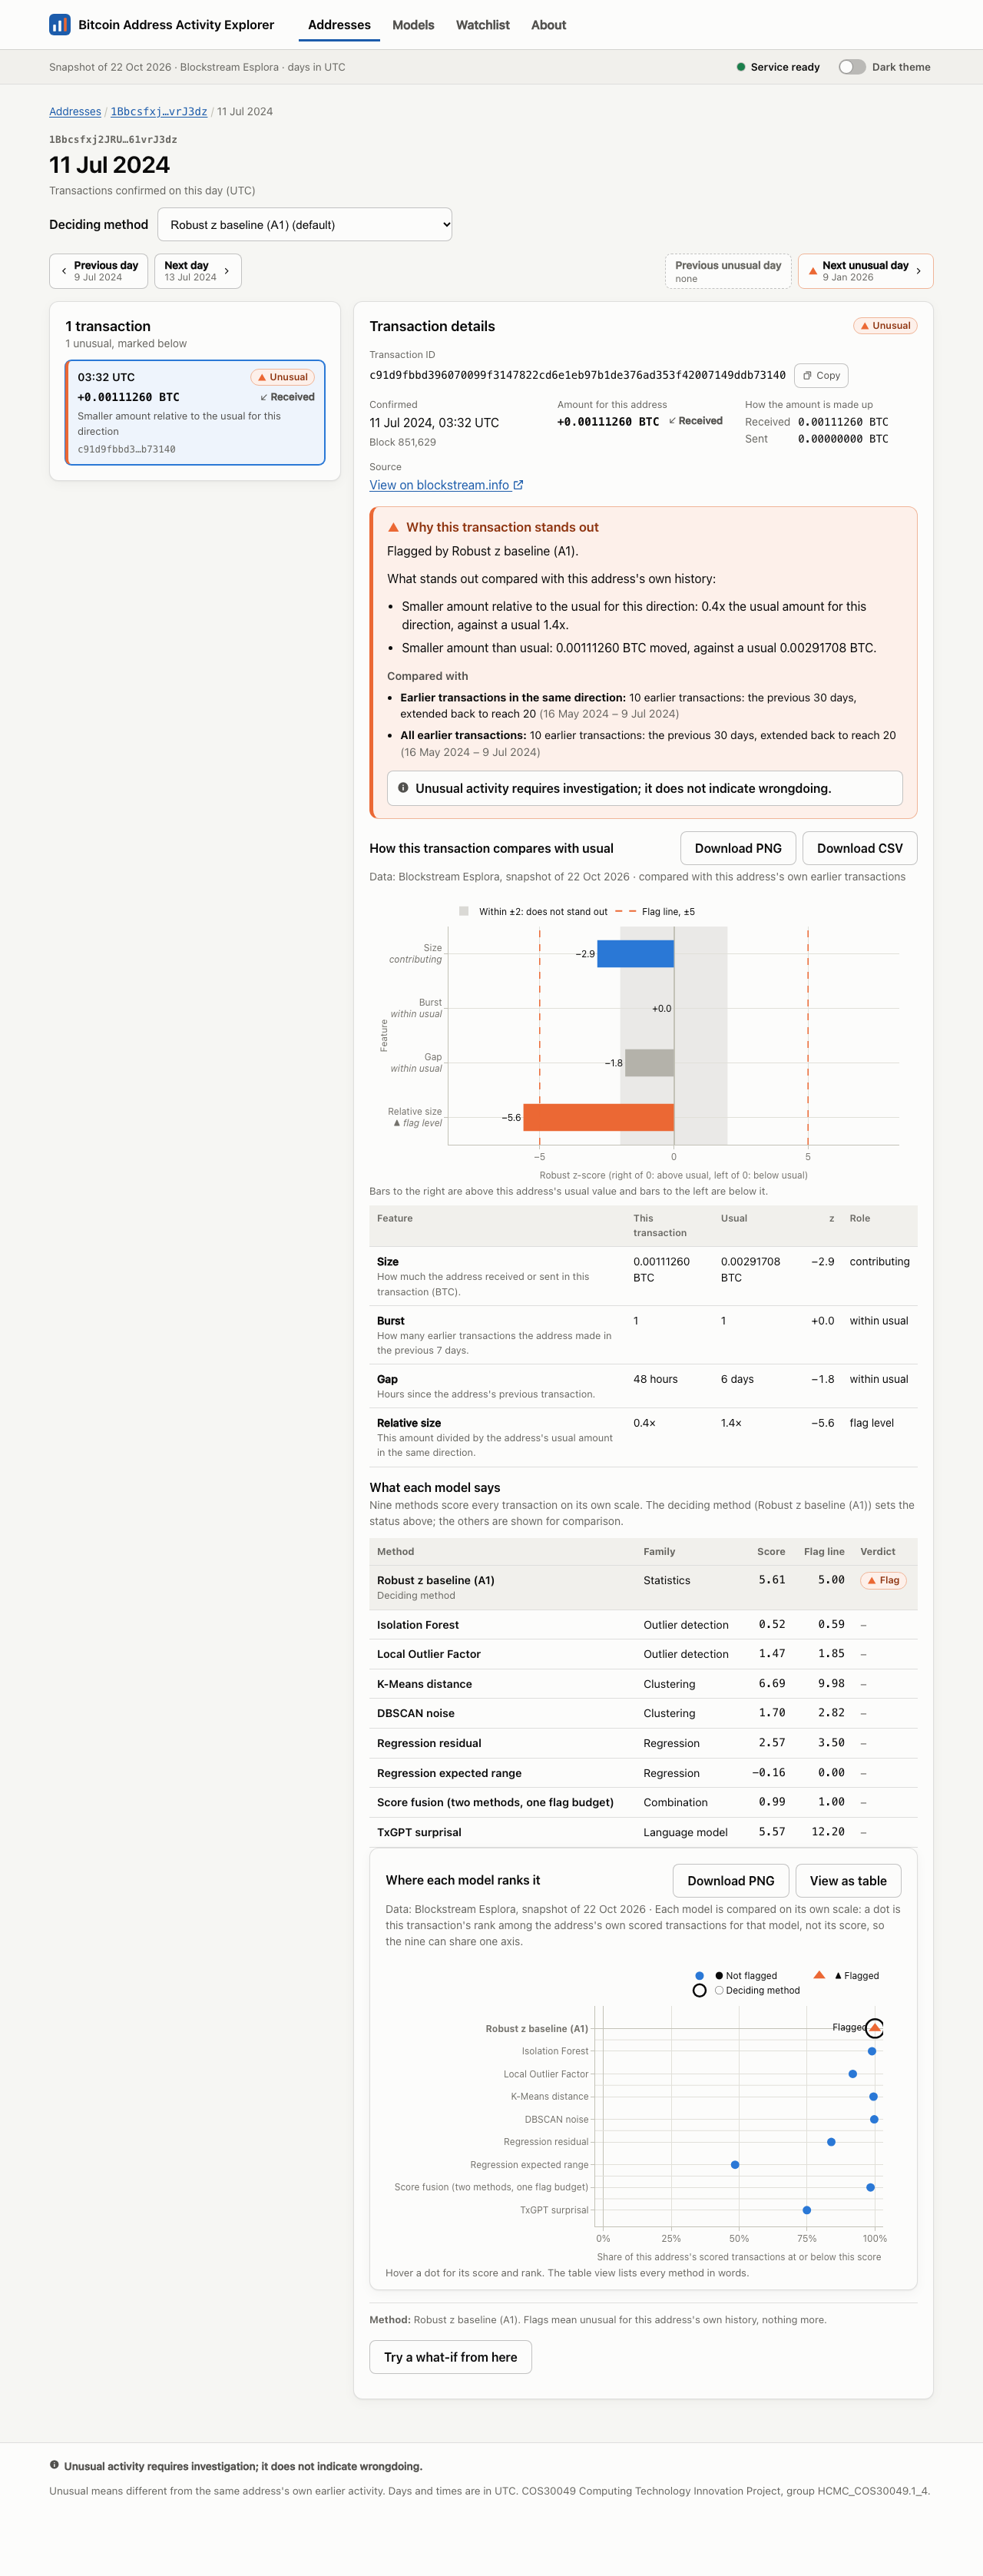 Bitcoin Address Activity Explorer
Addresses
Models
Watchlist
About
Snapshot of 22 Oct 2026 · Blockstream Esplora · days in UTC
Service ready
Dark theme
Addresses / 1Bbcsfxj…vrJ3dz / 11 Jul 2024
1Bbcsfxj2JRU…61vrJ3dz
11 Jul 2024
Transactions confirmed on this day (UTC)
Deciding method
Robust z baseline (A1) (default)
Previous day
9 Jul 2024
Next day
13 Jul 2024
Previous unusual day
none
Next unusual day
9 Jan 2026
1 transaction
1 unusual, marked below
03:32 UTC
Unusual
+0.00111260 BTC
Received
Smaller amount relative to the usual for this
direction
c91d9fbbd3…b73140
Transaction details
Unusual
Transaction ID
c91d9fbbd396070099f3147822cd6e1eb97b1de376ad353f42007149ddb73140
Copy
Confirmed
11 Jul 2024, 03:32 UTC
Block 851,629
Amount for this address
+0.00111260 BTC
Received
How the amount is made up
Received 0.00111260 BTC
Sent 0.00000000 BTC
Source
View on blockstream.info
Why this transaction stands out
Flagged by Robust z baseline (A1).
What stands out compared with this address's own history:
• Smaller amount relative to the usual for this direction: 0.4x the usual amount for this
direction, against a usual 1.4x.
• Smaller amount than usual: 0.00111260 BTC moved, against a usual 0.00291708 BTC.
Compared with
• Earlier transactions in the same direction: 10 earlier transactions: the previous 30 days,
extended back to reach 20 (16 May 2024 – 9 Jul 2024)
• All earlier transactions: 10 earlier transactions: the previous 30 days, extended back to reach 20
(16 May 2024 – 9 Jul 2024)
Unusual activity requires investigation; it does not indicate wrongdoing.
How this transaction compares with usual
Download PNG
Download CSV
Data: Blockstream Esplora, snapshot of 22 Oct 2026 · compared with this address's own earlier transactions
Within ±2: does not stand out
Flag line, ±5
Feature
Size
contributing
−2.9
Burst
within usual
+0.0
Gap
within usual
−1.8
Relative size
▲ flag level
−5.6
−5 0 5
Robust z-score (right of 0: above usual, left of 0: below usual)
Bars to the right are above this address's usual value and bars to the left are below it.
Feature
This
transaction
Usual
z
Role
Size
How much the address received or sent in this
transaction (BTC).
0.00111260
BTC
0.00291708
BTC
−2.9
contributing
Burst
How many earlier transactions the address made in
the previous 7 days.
1
1
+0.0
within usual
Gap
Hours since the address's previous transaction.
48 hours
6 days
−1.8
within usual
Relative size
This amount divided by the address's usual amount
in the same direction.
0.4×
1.4×
−5.6
flag level
What each model says
Nine methods score every transaction on its own scale. The deciding method (Robust z baseline (A1)) sets the
status above; the others are shown for comparison.
Method Family Score Flag line Verdict
Robust z baseline (A1) Statistics 5.61 5.00 ▲ Flag
Deciding method
Isolation Forest Outlier detection 0.52 0.59 –
Local Outlier Factor Outlier detection 1.47 1.85 –
K-Means distance Clustering 6.69 9.98 –
DBSCAN noise Clustering 1.70 2.82 –
Regression residual Regression 2.57 3.50 –
Regression expected range Regression −0.16 0.00 –
Score fusion (two methods, one flag budget) Combination 0.99 1.00 –
TxGPT surprisal Language model 5.57 12.20 –
Where each model ranks it
Download PNG
View as table
Data: Blockstream Esplora, snapshot of 22 Oct 2026 · Each model is compared on its own scale: a dot is
this transaction's rank among the address's own scored transactions for that model, not its score, so
the nine can share one axis.
● Not flagged
▲ Flagged
○ Deciding method
Robust z baseline (A1)
Flagged
Isolation Forest
Local Outlier Factor
K-Means distance
DBSCAN noise
Regression residual
Regression expected range
Score fusion (two methods, one flag budget)
TxGPT surprisal
0% 25% 50% 75% 100%
Share of this address's scored transactions at or below this score
Hover a dot for its score and rank. The table view lists every method in words.
Method: Robust z baseline (A1). Flags mean unusual for this address's own history, nothing more.
Try a what-if from here
Unusual activity requires investigation; it does not indicate wrongdoing.
Unusual means different from the same address's own earlier activity. Days and times are in UTC. COS30049 Computing Technology Innovation Project, group HCMC_COS30049.1_4.